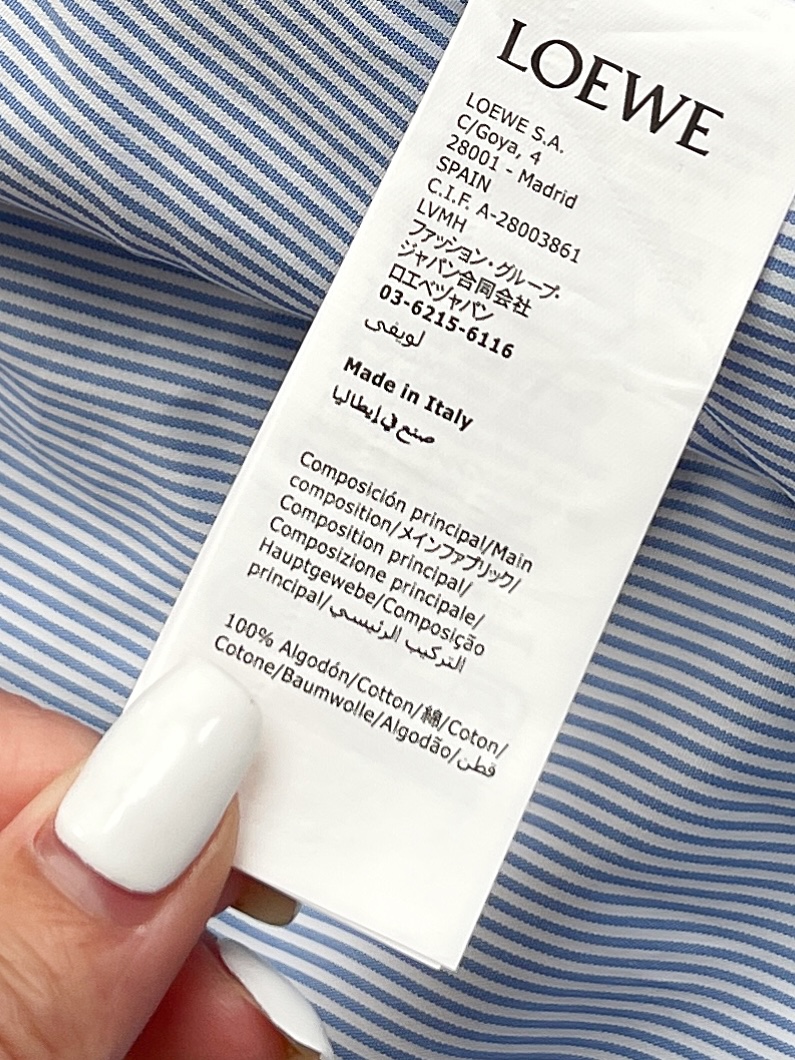 LOEWE
LOEWE S.A.
C/Goya, 4
28001 - Madrid
SPAIN
C.I.F. A-28003861
LVMH
ファッション・グループ・
ジャパン合同会社
ロエベジャパン
03-6215-6116
لويفي
Made in Italy
صنع في إيطاليا
Composición principal/Main
composition/メインファブリック/
Composition principal/
Composizione principale/
Hauptgewebe/Composição
principal/التركيب الرئيسي
100% Algodón/Cotton/綿/Coton/
Cotone/Baumwolle/Algodão/قطن